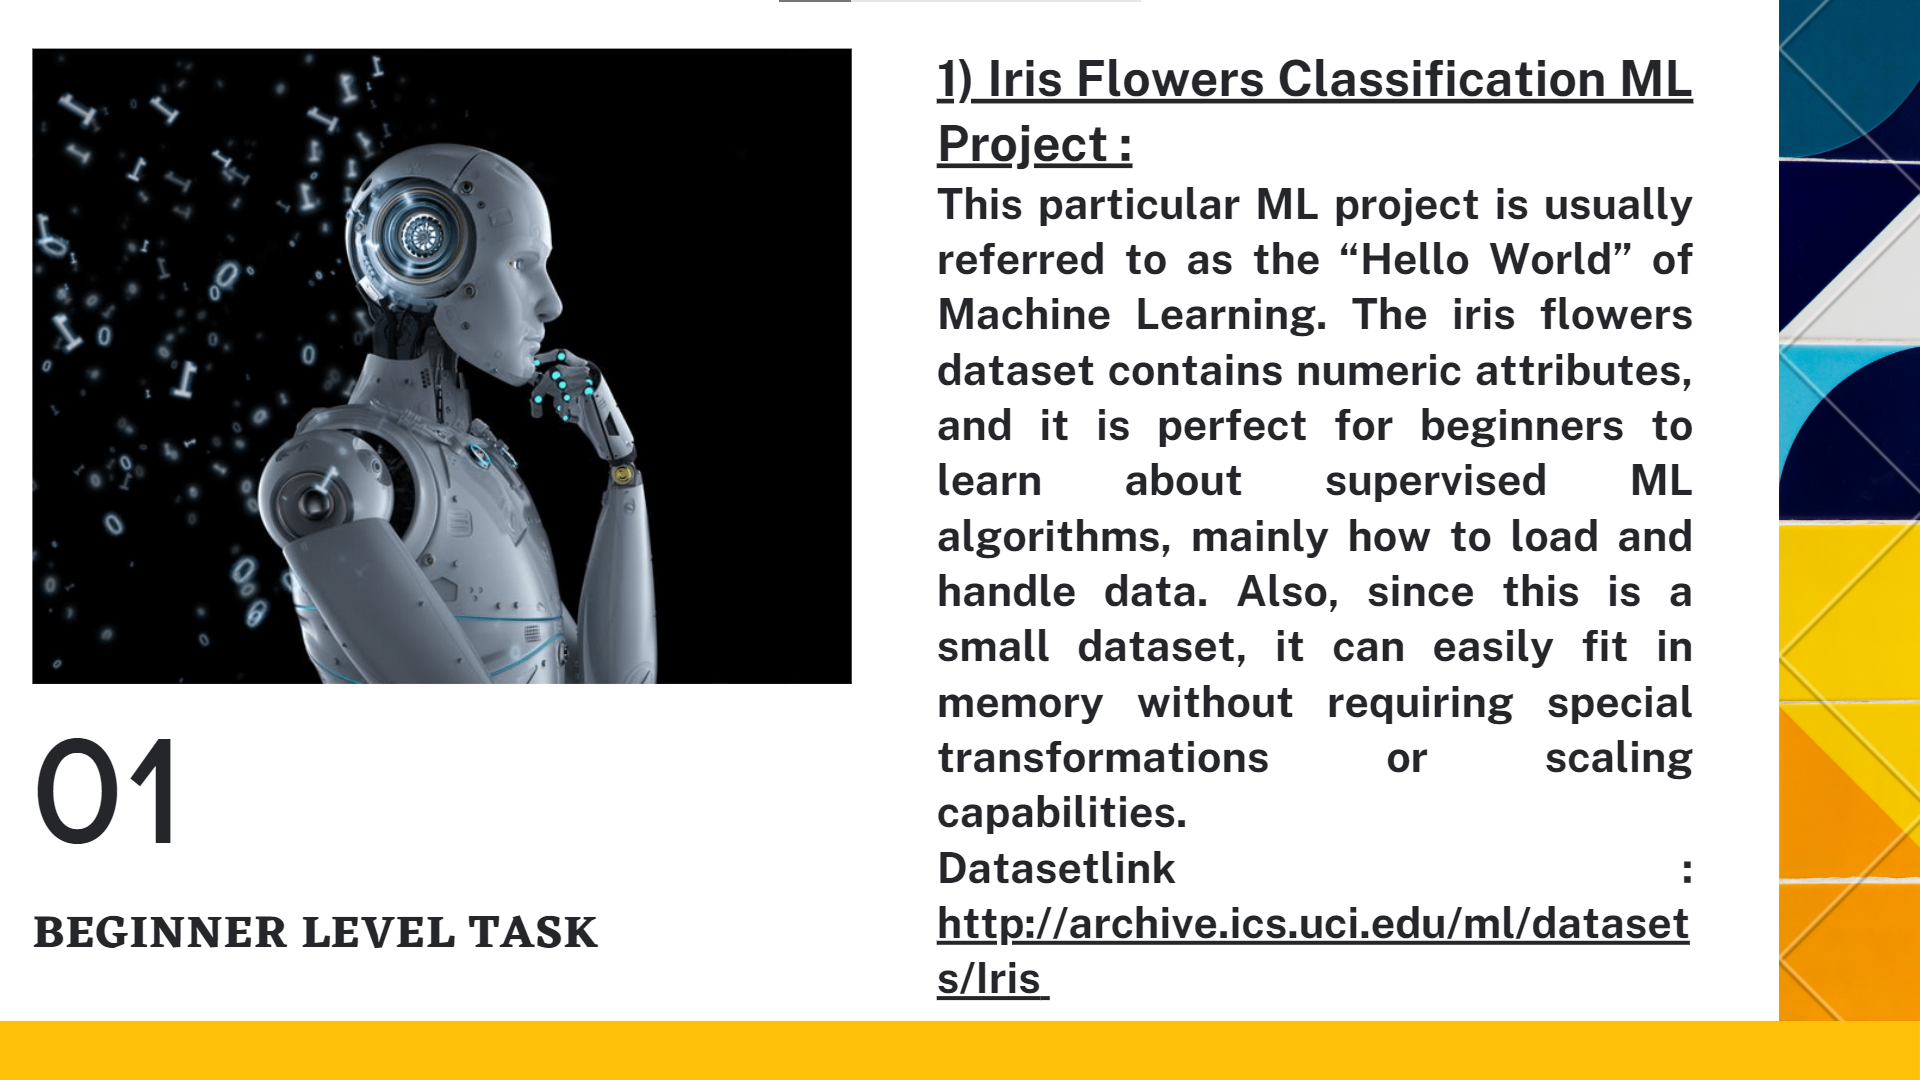 01
BEGINNER LEVEL TASK
1) Iris Flowers Classification ML
Project :
This particular ML project is usually
referred to as the “Hello World” of
Machine Learning. The iris flowers
dataset contains numeric attributes,
and it is perfect for beginners to
learn about supervised ML
algorithms, mainly how to load and
handle data. Also, since this is a
small dataset, it can easily fit in
memory without requiring special
transformations or scaling
capabilities.
Datasetlink :
http://archive.ics.uci.edu/ml/dataset
s/Iris